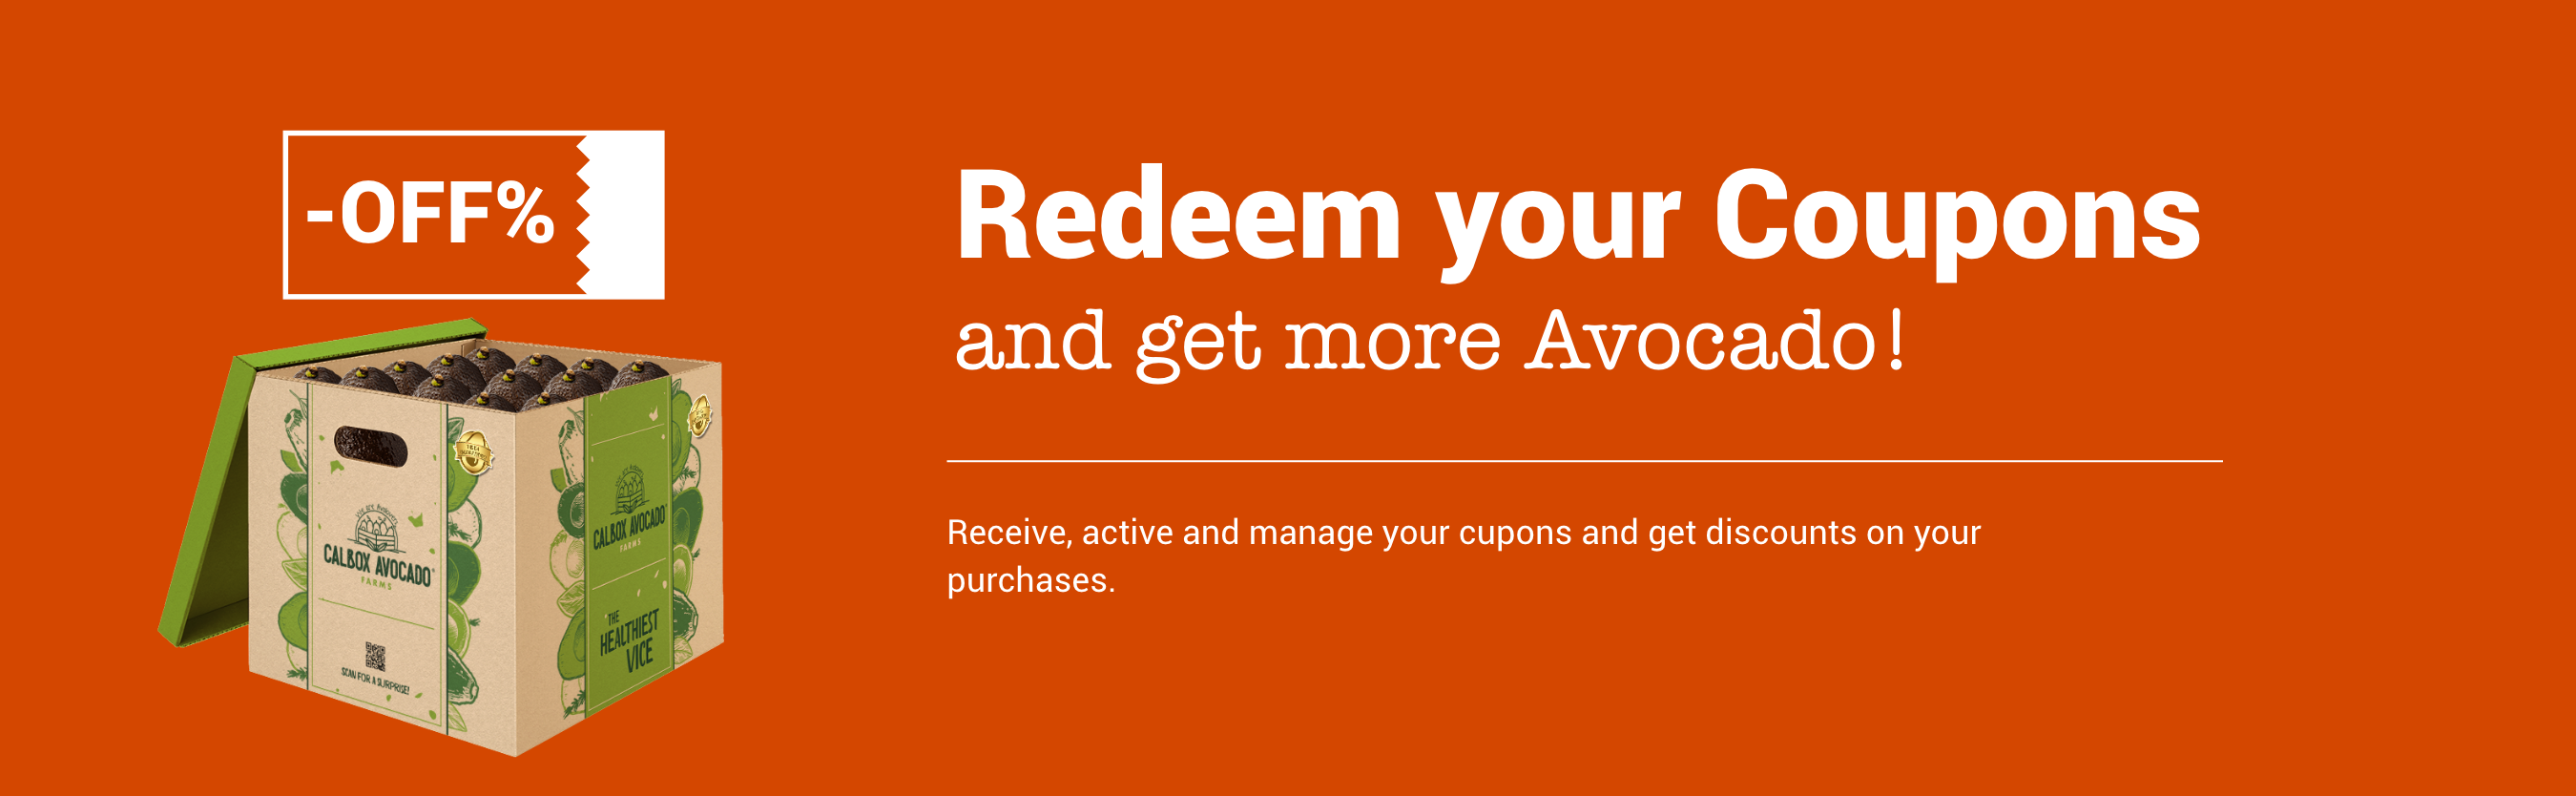 -OFF%
Redeem your Coupons
and get more Avocado!
Receive, active and manage your cupons and get discounts on your
purchases.
CALBOX AVOCADO
FARMS
SCAN FOR A SURPRISE!
CALBOX AVOCADO
FARMS
THE
HEALTHIEST
VICE